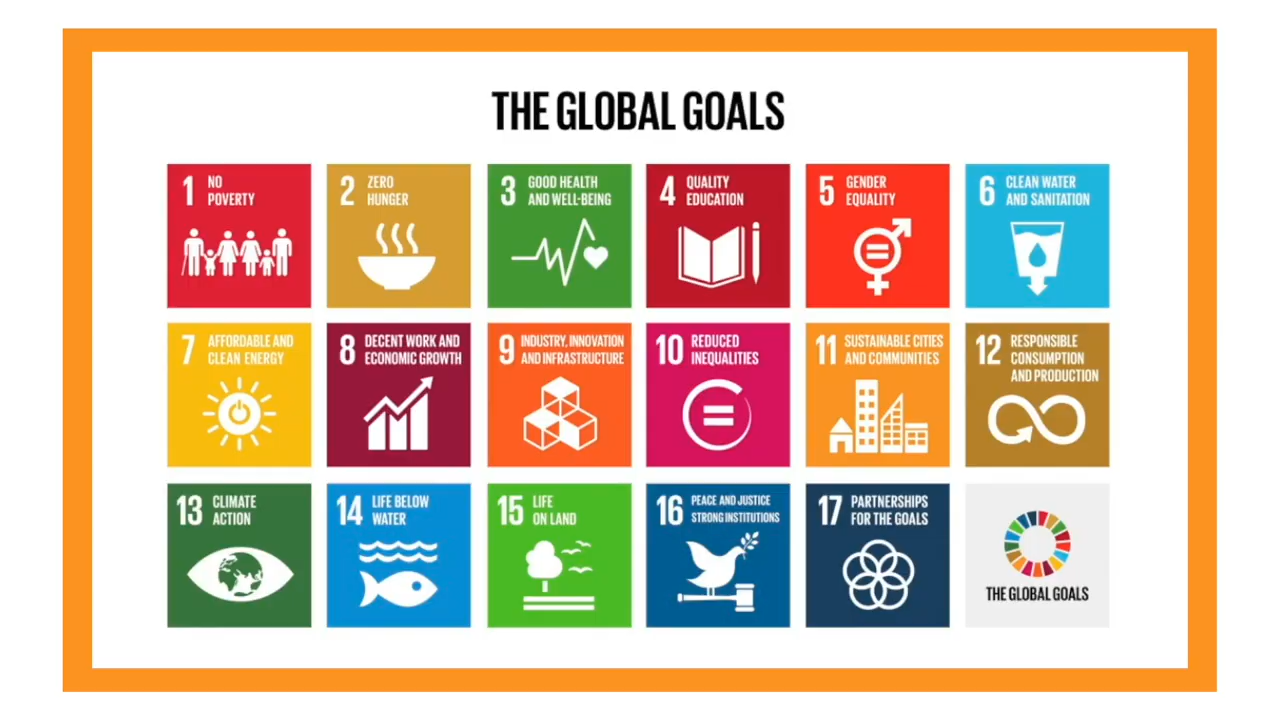 THE GLOBAL GOALS
1 NO
POVERTY
2 ZERO
HUNGER
3 GOOD HEALTH
AND WELL-BEING
4 QUALITY
EDUCATION
5 GENDER
EQUALITY
6 CLEAN WATER
AND SANITATION
7 AFFORDABLE AND
CLEAN ENERGY
8 DECENT WORK AND
ECONOMIC GROWTH
9 INDUSTRY, INNOVATION
AND INFRASTRUCTURE
10 REDUCED
INEQUALITIES
11 SUSTAINABLE CITIES
AND COMMUNITIES
12 RESPONSIBLE
CONSUMPTION
AND PRODUCTION
13 CLIMATE
ACTION
14 LIFE BELOW
WATER
15 LIFE
ON LAND
16 PEACE AND JUSTICE
STRONG INSTITUTIONS
17 PARTNERSHIPS
FOR THE GOALS
THE GLOBAL GOALS